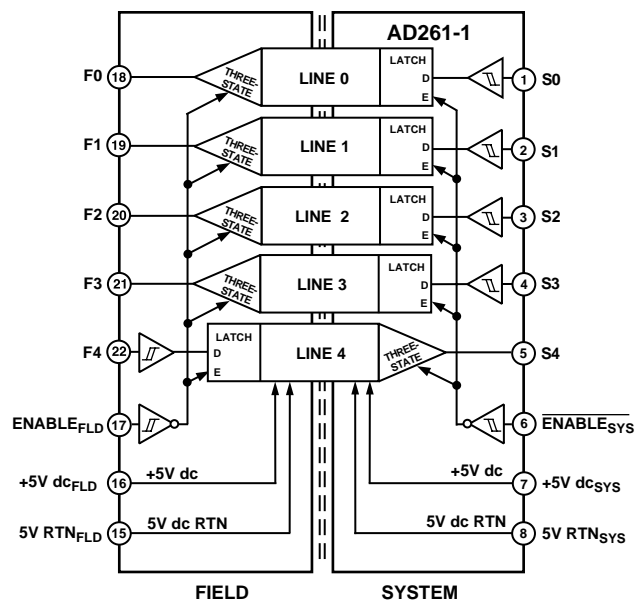 AD261-1
F0 18 THREE-STATE LINE 0 LATCH D E 1 S0
F1 19 THREE-STATE LINE 1 LATCH D E 2 S1
F2 20 THREE-STATE LINE 2 LATCH D E 3 S2
F3 21 THREE-STATE LINE 3 LATCH D E 4 S3
F4 22 LATCH D E LINE 4 THREE-STATE 5 S4
ENABLEFLD 17 6 ENABLESYS
+5V dcFLD 16 +5V dc +5V dc 7 +5V dcSYS
5V RTNFLD 15 5V dc RTN 5V dc RTN 8 5V RTNSYS
FIELD SYSTEM